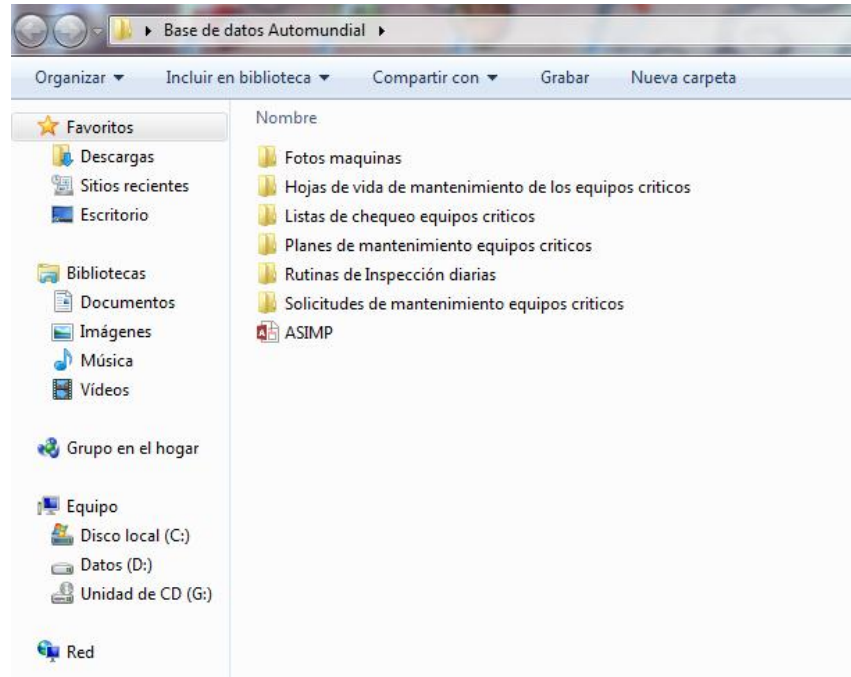 Base de datos Automundial
Organizar Incluir en biblioteca Compartir con Grabar Nueva carpeta
Favoritos
Descargas
Sitios recientes
Escritorio
Bibliotecas
Documentos
Imágenes
Música
Vídeos
Grupo en el hogar
Equipo
Disco local (C:)
Datos (D:)
Unidad de CD (G:)
Red
Nombre
Fotos maquinas
Hojas de vida de mantenimiento de los equipos criticos
Listas de chequeo equipos criticos
Planes de mantenimiento equipos criticos
Rutinas de Inspección diarias
Solicitudes de mantenimiento equipos criticos
ASIMP